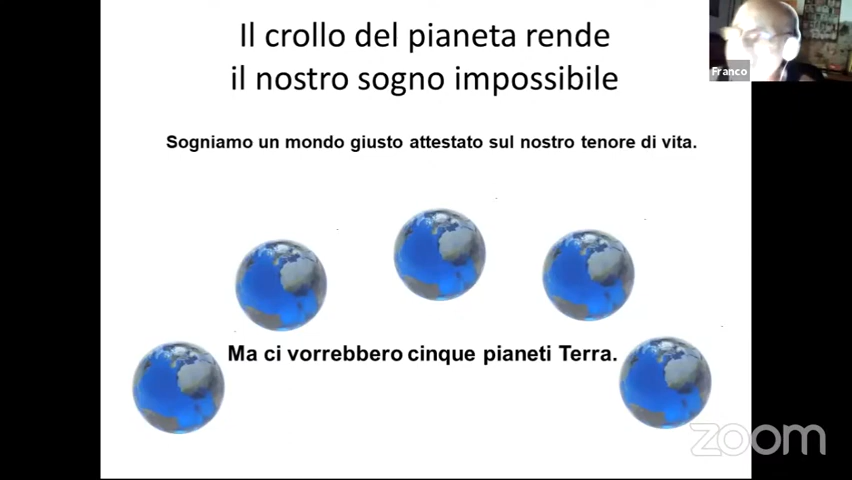 Il crollo del pianeta rende
il nostro sogno impossibile
Franco
Sogniamo un mondo giusto attestato sul nostro tenore di vita.
Ma ci vorrebbero cinque pianeti Terra.
zoom